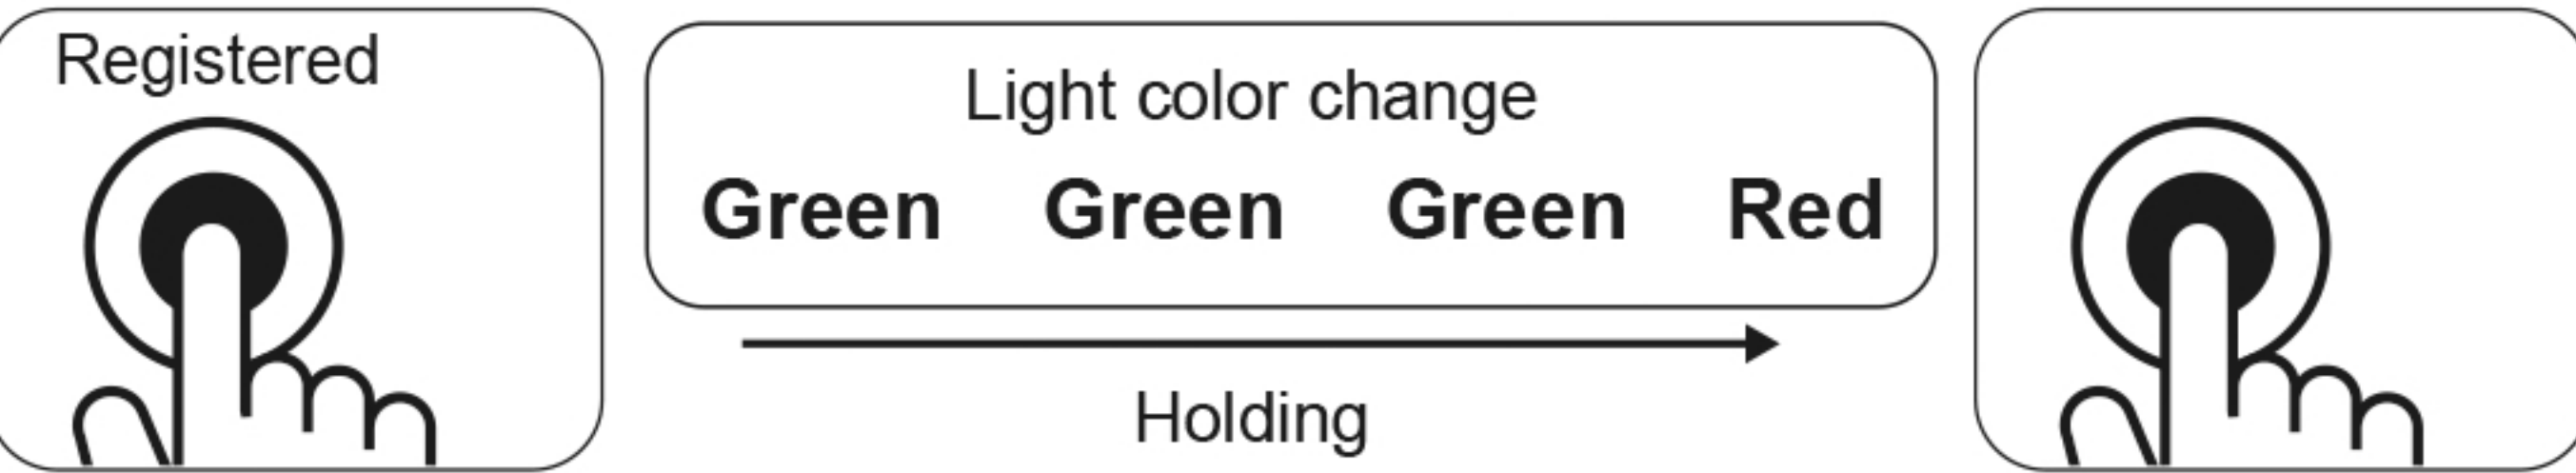 Registered
Light color change
Green Green Green Red
Holding